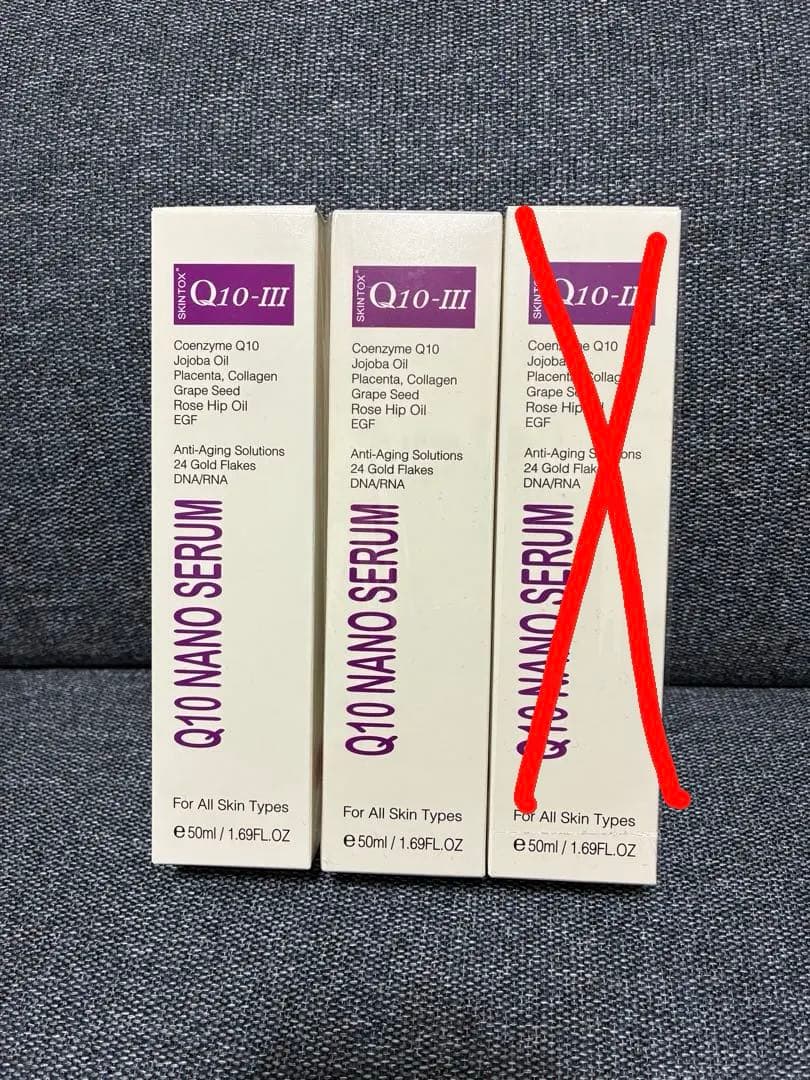 SKINTOX®
Q10-III
Coenzyme Q10
Jojoba Oil
Placenta, Collagen
Grape Seed
Rose Hip Oil
EGF
Anti-Aging Solutions
24 Gold Flakes
DNA/RNA
Q10 NANO SERUM
For All Skin Types
e 50ml / 1.69FL.OZ
SKINTOX®
Q10-III
Coenzyme Q10
Jojoba Oil
Placenta, Collagen
Grape Seed
Rose Hip Oil
EGF
Anti-Aging Solutions
24 Gold Flakes
DNA/RNA
Q10 NANO SERUM
For All Skin Types
e 50ml / 1.69FL.OZ
Q10
Jojoba
Rose Hip
EGF
Anti-Aging
24 Gold
DNA/RNA
Q10 NANO SERUM
For All Skin Types
e 50ml / 1.69FL.OZ